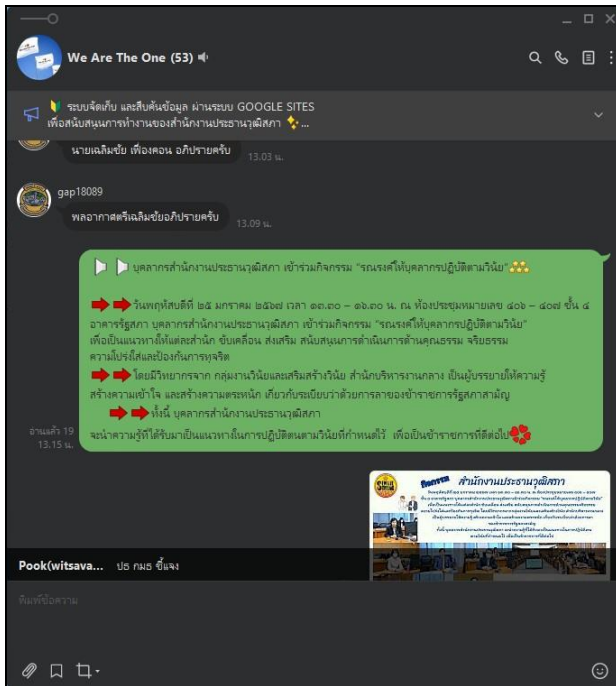 We Are The One (53)
ระบบจัดเก็บ และสืบค้นข้อมูล ผ่านระบบ GOOGLE SITES
เพื่อสนับสนุนการทำงานของสำนักงานประธานวุฒิสภา ...
นายเฉลิมชัย เฟื่องคอน อภิปรายครับ
13.03 น.
gap18089
พลอากาศตรีเฉลิมชัยอภิปรายครับ
13.09 น.
บุคลากรสำนักงานประธานวุฒิสภา เข้าร่วมกิจกรรม “รณรงค์ให้บุคลากรปฏิบัติตามวินัย”
วันพฤหัสบดีที่ ๒๕ มกราคม ๒๕๖๗ เวลา ๑๓.๓๐ – ๑๖.๓๐ น. ณ ห้องประชุมหมายเลข ๔๐๖ – ๔๐๗ ชั้น ๔
อาคารรัฐสภา บุคลากรสำนักงานประธานวุฒิสภา เข้าร่วมกิจกรรม “รณรงค์ให้บุคลากรปฏิบัติตามวินัย”
เพื่อเป็นแนวทางให้แต่ละสำนัก ขับเคลื่อน ส่งเสริม สนับสนุนการดำเนินการด้านคุณธรรม จริยธรรม
ความโปร่งใสและป้องกันการทุจริต
โดยมีวิทยากรจาก กลุ่มงานวินัยและเสริมสร้างวินัย สำนักบริหารงานกลาง เป็นผู้บรรยายให้ความรู้
สร้างความเข้าใจ และสร้างความตระหนัก เกี่ยวกับระเบียบว่าด้วยการลาของข้าราชการรัฐสภาสามัญ
ทั้งนี้ บุคลากรสำนักงานประธานวุฒิสภา
จะนำความรู้ที่ได้รับมาเป็นแนวทางในการปฏิบัติตนตามวินัยที่กำหนดไว้ เพื่อเป็นข้าราชการที่ดีต่อไป
อ่านแล้ว 19
13.15 น.
กิจกรรม สำนักงานประธานวุฒิสภา
Pook(witsava... ปธ กมธ ชี้แจง
พิมพ์ข้อความ